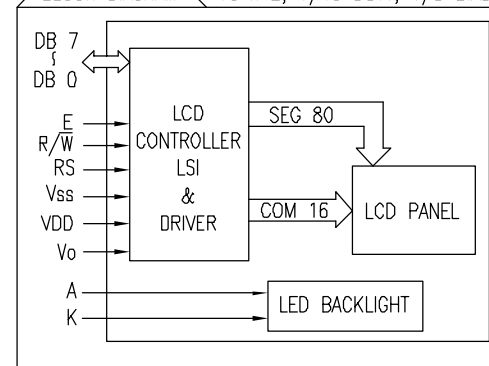 DB 7
DB 0
E
R/W̅
RS
Vss
VDD
Vo
A
K
LCD
CONTROLLER
LSI
&
DRIVER
SEG 80
COM 16
LCD PANEL
LED BACKLIGHT